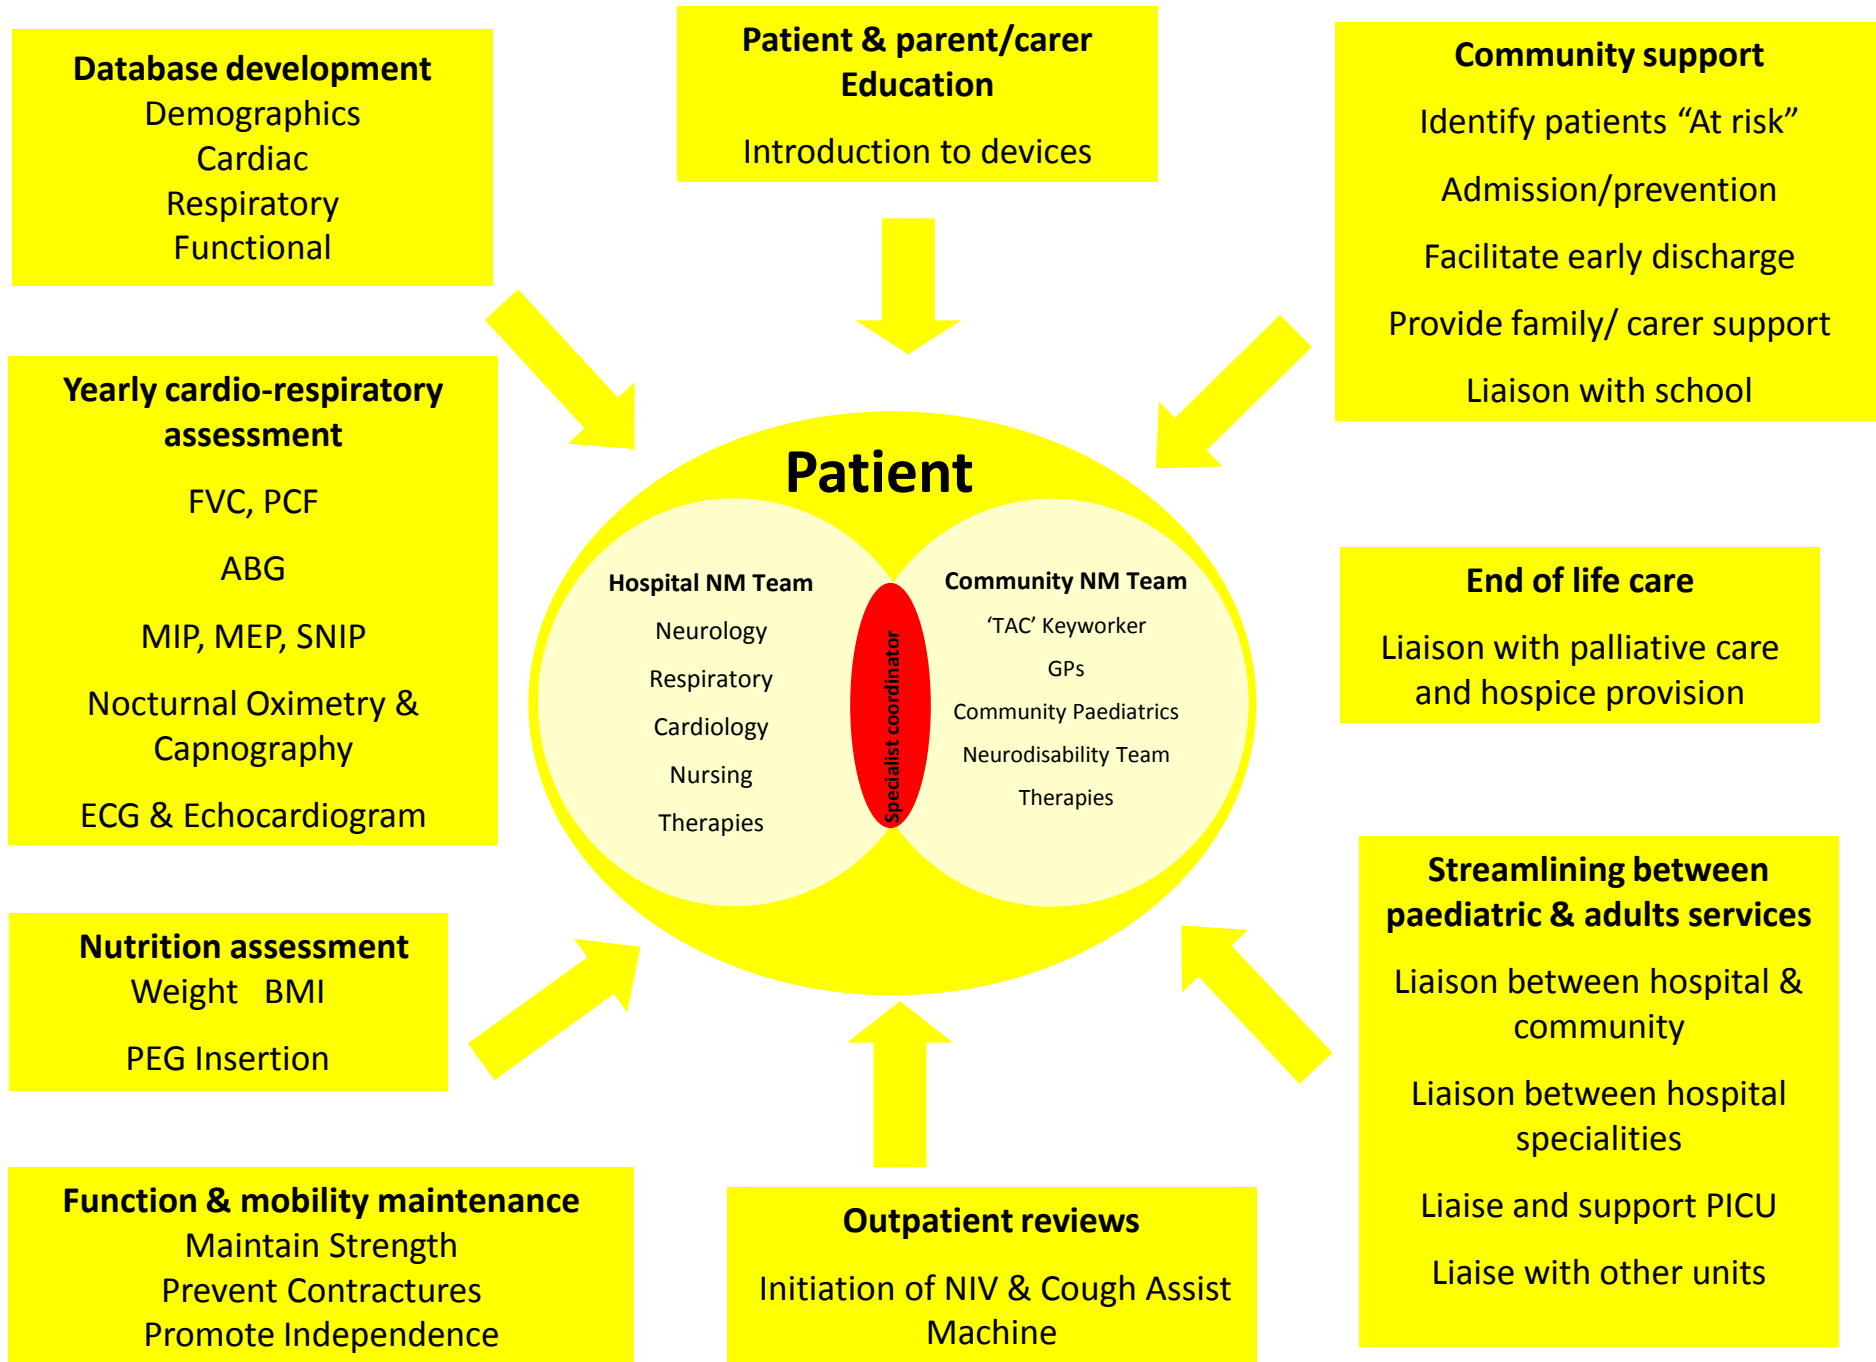 Database development
Demographics
Cardiac
Respiratory
Functional
Patient & parent/carer
Education
Introduction to devices
Community support
Identify patients “At risk”
Admission/prevention
Facilitate early discharge
Provide family/ carer support
Liaison with school
Yearly cardio-respiratory
assessment
FVC, PCF
ABG
MIP, MEP, SNIP
Nocturnal Oximetry &
Capnography
ECG & Echocardiogram
Patient
Hospital NM Team
Neurology
Respiratory
Cardiology
Nursing
Therapies
Specialist coordinator
Community NM Team
‘TAC’ Keyworker
GPs
Community Paediatrics
Neurodisability Team
Therapies
End of life care
Liaison with palliative care
and hospice provision
Nutrition assessment
Weight BMI
PEG Insertion
Streamlining between
paediatric & adults services
Liaison between hospital &
community
Liaison between hospital
specialities
Liaise and support PICU
Liaise with other units
Function & mobility maintenance
Maintain Strength
Prevent Contractures
Promote Independence
Outpatient reviews
Initiation of NIV & Cough Assist
Machine